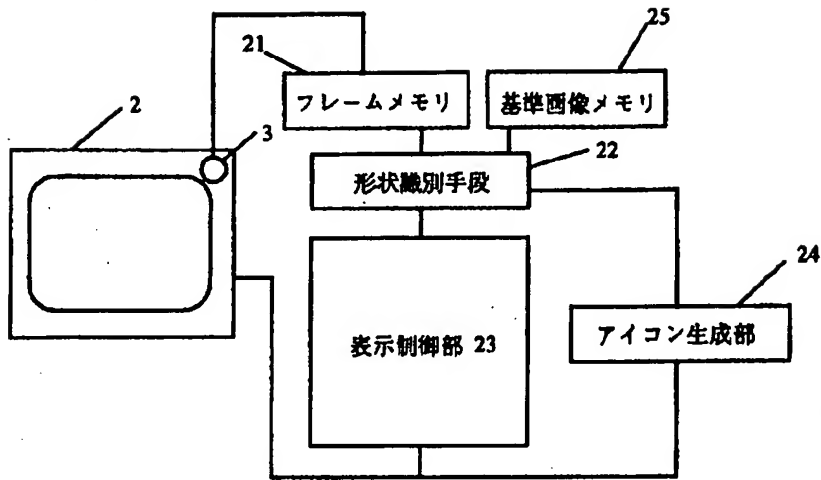 25
21
フレームメモリ
基準画像メモリ
2
3
22
形状識別手段
24
アイコン生成部
表示制御部 23